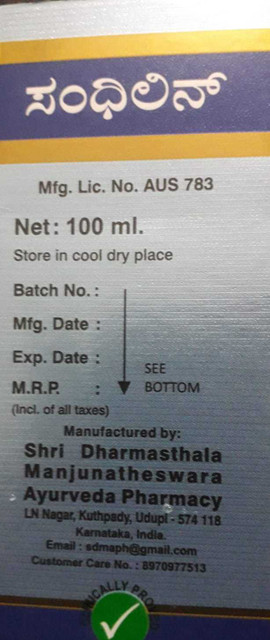 ಸಂಧಿಲಿನ್
Mfg. Lic. No. AUS 783
Net: 100 ml.
Store in cool dry place
Batch No. :
Mfg. Date :
Exp. Date :
SEE
M.R.P. : BOTTOM
(Incl. of all taxes)
Manufactured by:
Shri Dharmasthala
Manjunatheswara
Ayurveda Pharmacy
LN Nagar, Kuthpady, Udupi - 574 118
Karnataka, India.
Email : sdmaph@gmail.com
Customer Care No. : 8970977513